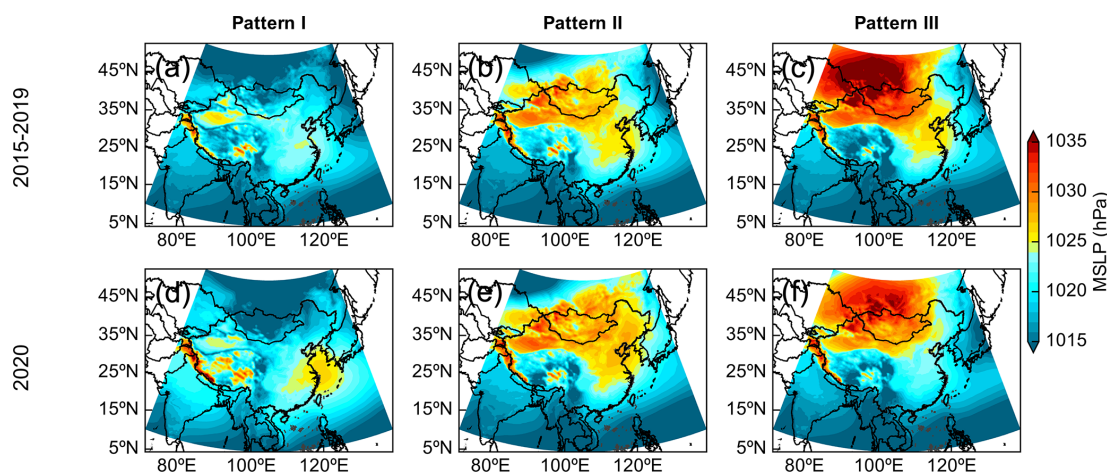 Pattern I Pattern II Pattern III
2015-2019
(a) (b) (c)
45ºN 45ºN 45ºN
35ºN 35ºN 35ºN
25ºN 25ºN 25ºN
15ºN 15ºN 15ºN
5ºN 5ºN 5ºN
80ºE 100ºE 120ºE 80ºE 100ºE 120ºE 80ºE 100ºE 120ºE
2020
(d) (e) (f)
45ºN 45ºN 45ºN
35ºN 35ºN 35ºN
25ºN 25ºN 25ºN
15ºN 15ºN 15ºN
5ºN 5ºN 5ºN
80ºE 100ºE 120ºE 80ºE 100ºE 120ºE 80ºE 100ºE 120ºE
1035
1030
1025
1020
1015
MSLP (hPa)